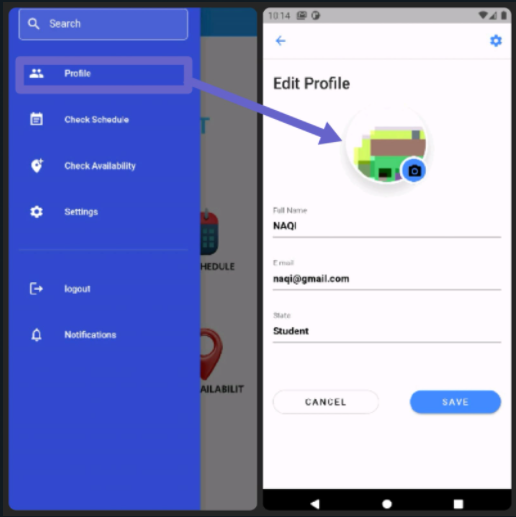 Search
Profile
Check Schedule
Check Availability
Settings
logout
Notifications
T
HEDULE
AILABILIT
10:14
Edit Profile
Full Name
NAQI
E mail
naqi@gmail.com
State
Student
CANCEL
SAVE